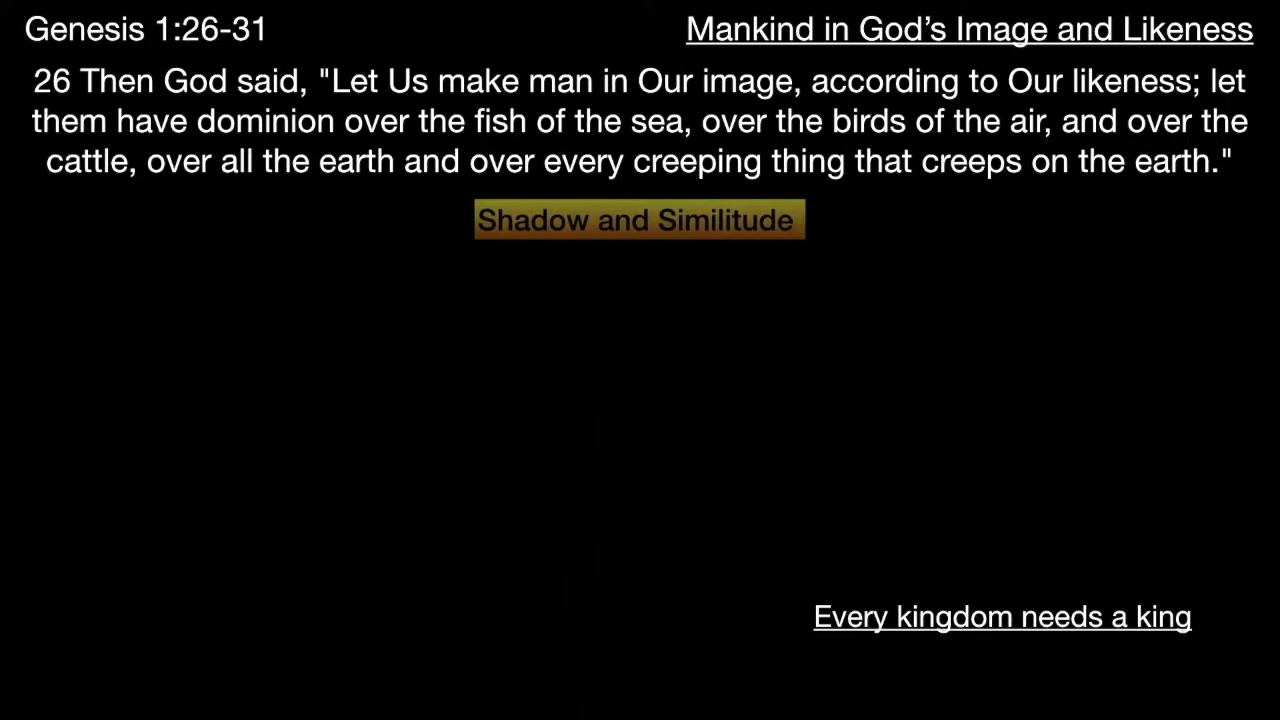 Genesis 1:26-31
Mankind in God’s Image and Likeness
26 Then God said, "Let Us make man in Our image, according to Our likeness; let
them have dominion over the fish of the sea, over the birds of the air, and over the
cattle, over all the earth and over every creeping thing that creeps on the earth."
Shadow and Similitude
Every kingdom needs a king